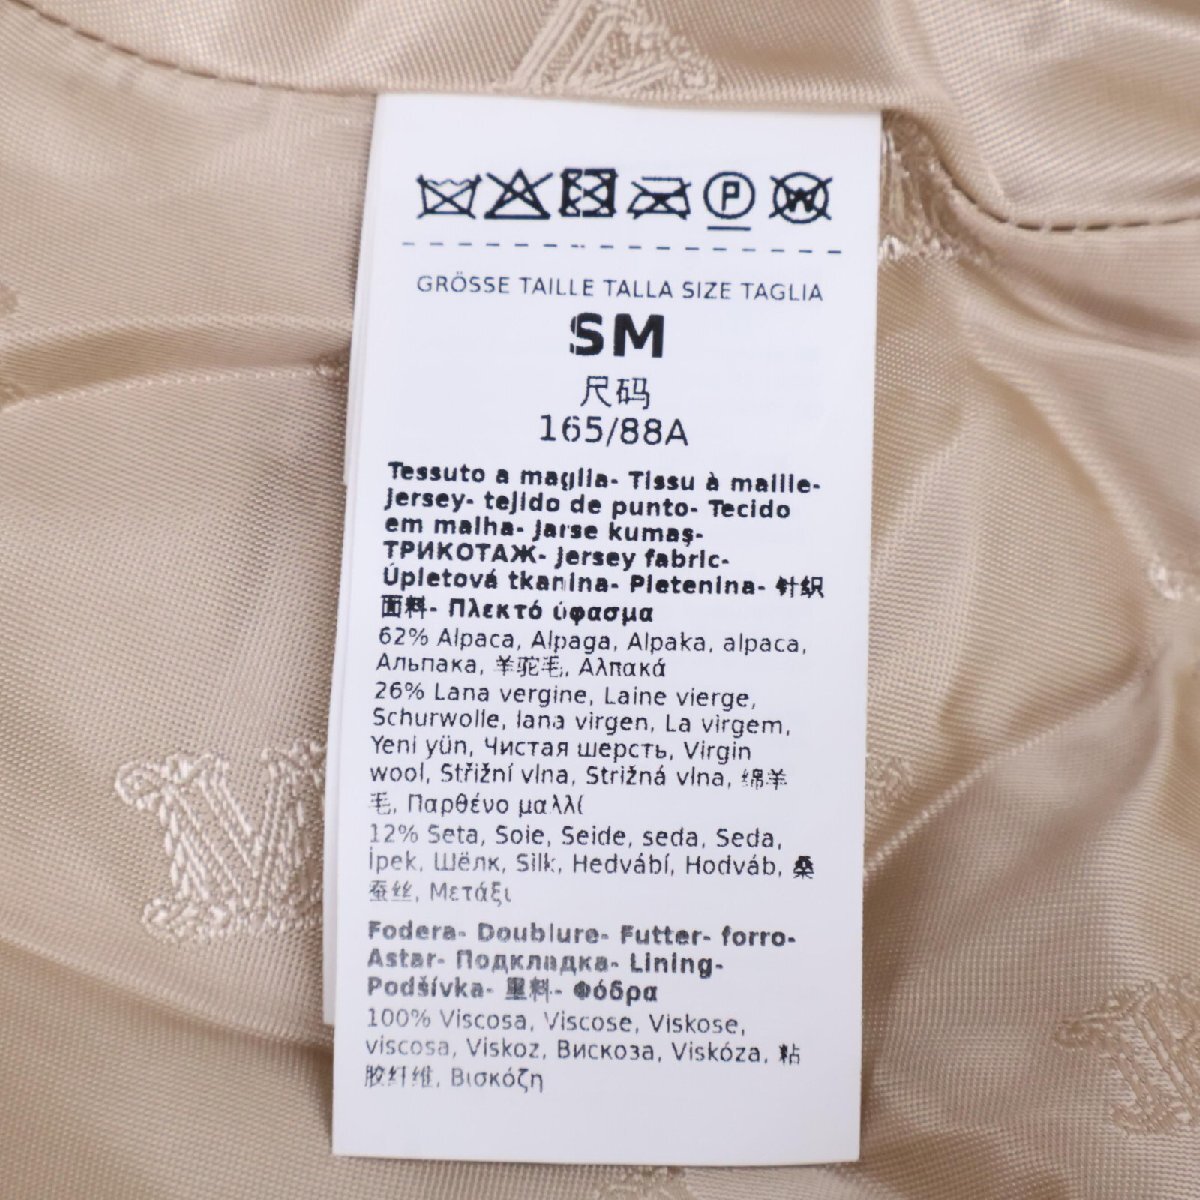 P W
GRÖSSE TAILLE TALLA SIZE TAGLIA
SM
尺码
165/88A
Tessuto a maglia- Tissu à maille-
Jersey- tejido de punto- Tecido
em malha- Jarse kumaş-
ТРИКОТАЖ- Jersey fabric-
Úpletová tkanina- Pletenina- 针织
面料- Πλεκτό ύφασμα
62% Alpaca, Alpaga, Alpaka, alpaca,
Альпака, 羊驼毛, Αλπακά
26% Lana vergine, Laine vierge,
Schurwolle, lana virgen, La virgem,
Yeni yün, Чистая шерсть, Virgin
wool, Střižní vlna, Strižná vlna, 绵羊
毛, Παρθένο μαλλί
12% Seta, Soie, Seide, seda, Seda,
İpek, Шёлк, Silk, Hedvábí, Hodváb, 桑
蚕丝, Μετάξι
Fodera- Doublure- Futter- forro-
Astar- Подкладка- Lining-
Podšívka- 里料- Φόδρα
100% Viscosa, Viscose, Viskose,
viscosa, Viskoz, Вискоза, Viskóza, 粘
胶纤维, Βισκόζη